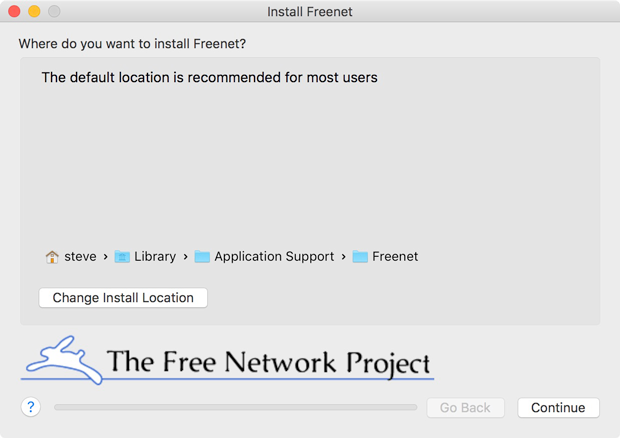 Install Freenet
Where do you want to install Freenet?
The default location is recommended for most users
steve › Library › Application Support › Freenet
Change Install Location
The Free Network Project
? Go Back Continue